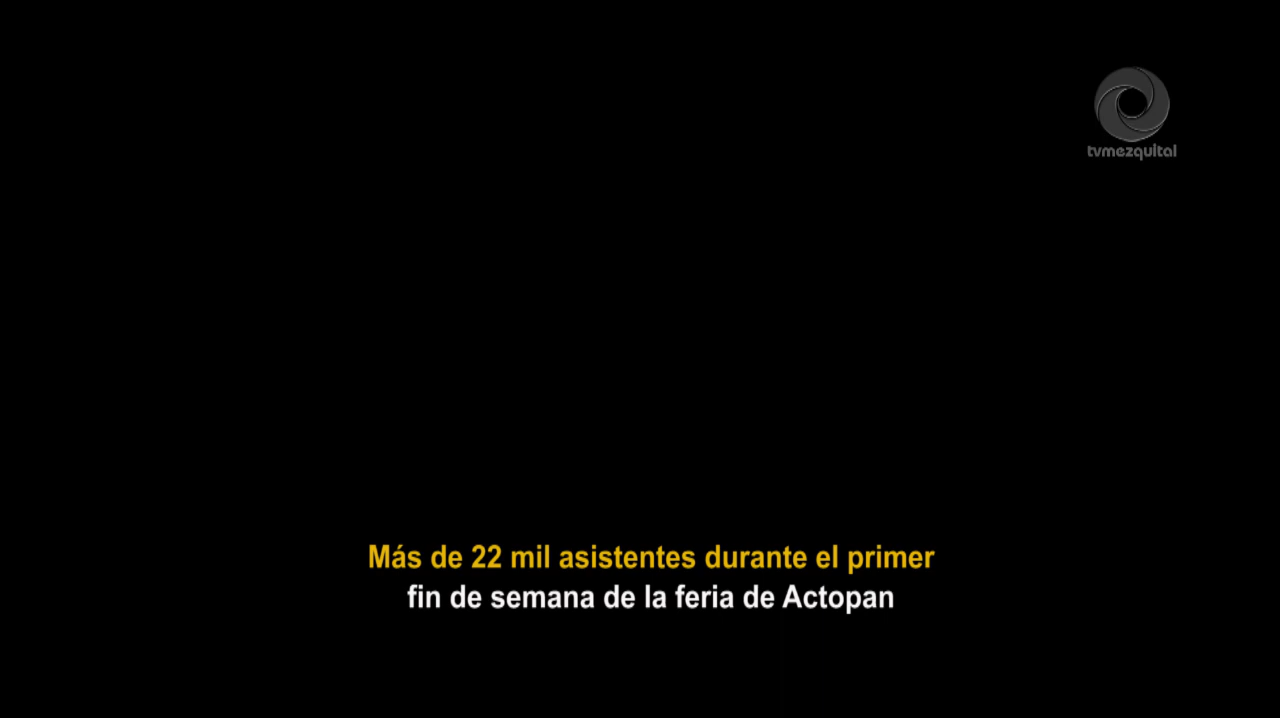 tvmezquital
Más de 22 mil asistentes durante el primer
fin de semana de la feria de Actopan